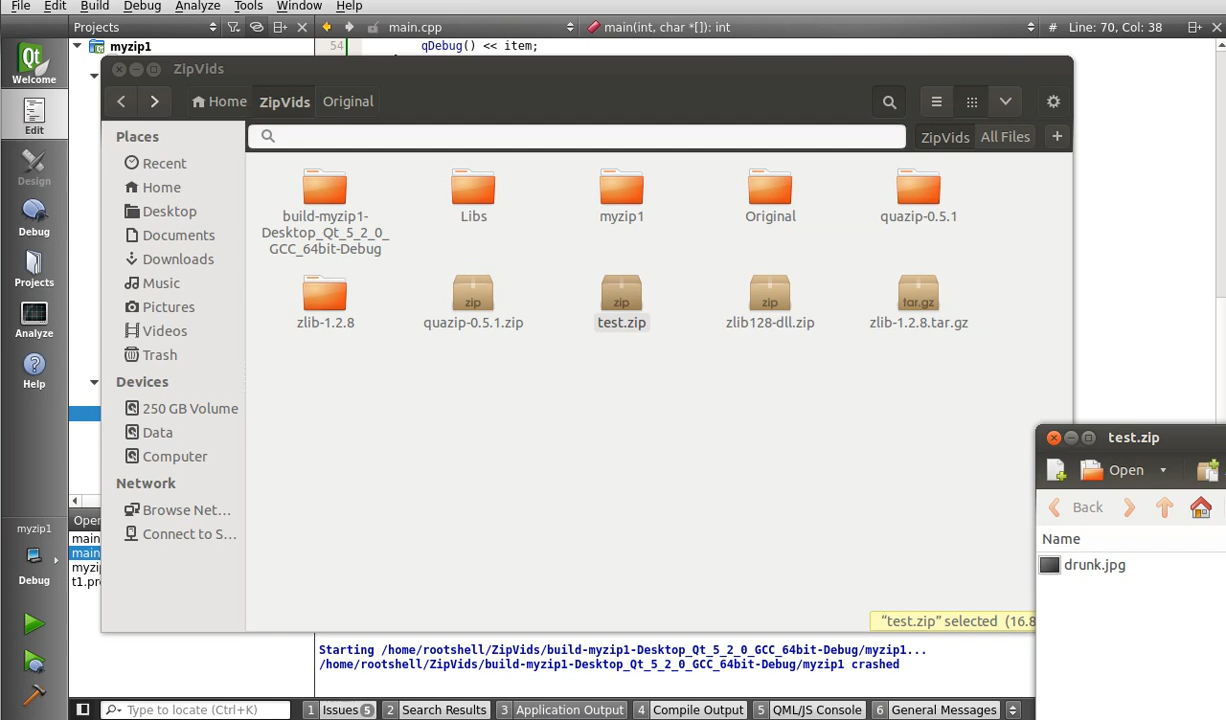 File Edit Build Debug Analyze Tools Window Help
Projects main.cpp main(int, char *[]): int # Line: 70, Col: 38
myzip1 54 qDebug() << item;
ZipVids
Home ZipVids Original
ZipVids All Files +
Welcome
Edit
Design
Debug
Projects
Analyze
Help
myzip1
Debug
Places
Recent
Home
Desktop
Documents
Downloads
Music
Pictures
Videos
Trash
Devices
250 GB Volume
Data
Computer
Network
Browse Net...
Connect to S...
build-myzip1-
Desktop_Qt_5_2_0_
GCC_64bit-Debug
Libs
myzip1
Original
quazip-0.5.1
zlib-1.2.8
zip
quazip-0.5.1.zip
zip
test.zip
zip
zlib128-dll.zip
tar.gz
zlib-1.2.8.tar.gz
"test.zip" selected (16.8
test.zip
Open
Back
Name
drunk.jpg
Open
main
main
myzip
t1.pro
Starting /home/rootshell/ZipVids/build-myzip1-Desktop_Qt_5_2_0_GCC_64bit-Debug/myzip1...
/home/rootshell/ZipVids/build-myzip1-Desktop_Qt_5_2_0_GCC_64bit-Debug/myzip1 crashed
Type to locate (Ctrl+K) 1 Issues 5 2 Search Results 3 Application Output 4 Compile Output 5 QML/JS Console 6 General Messages